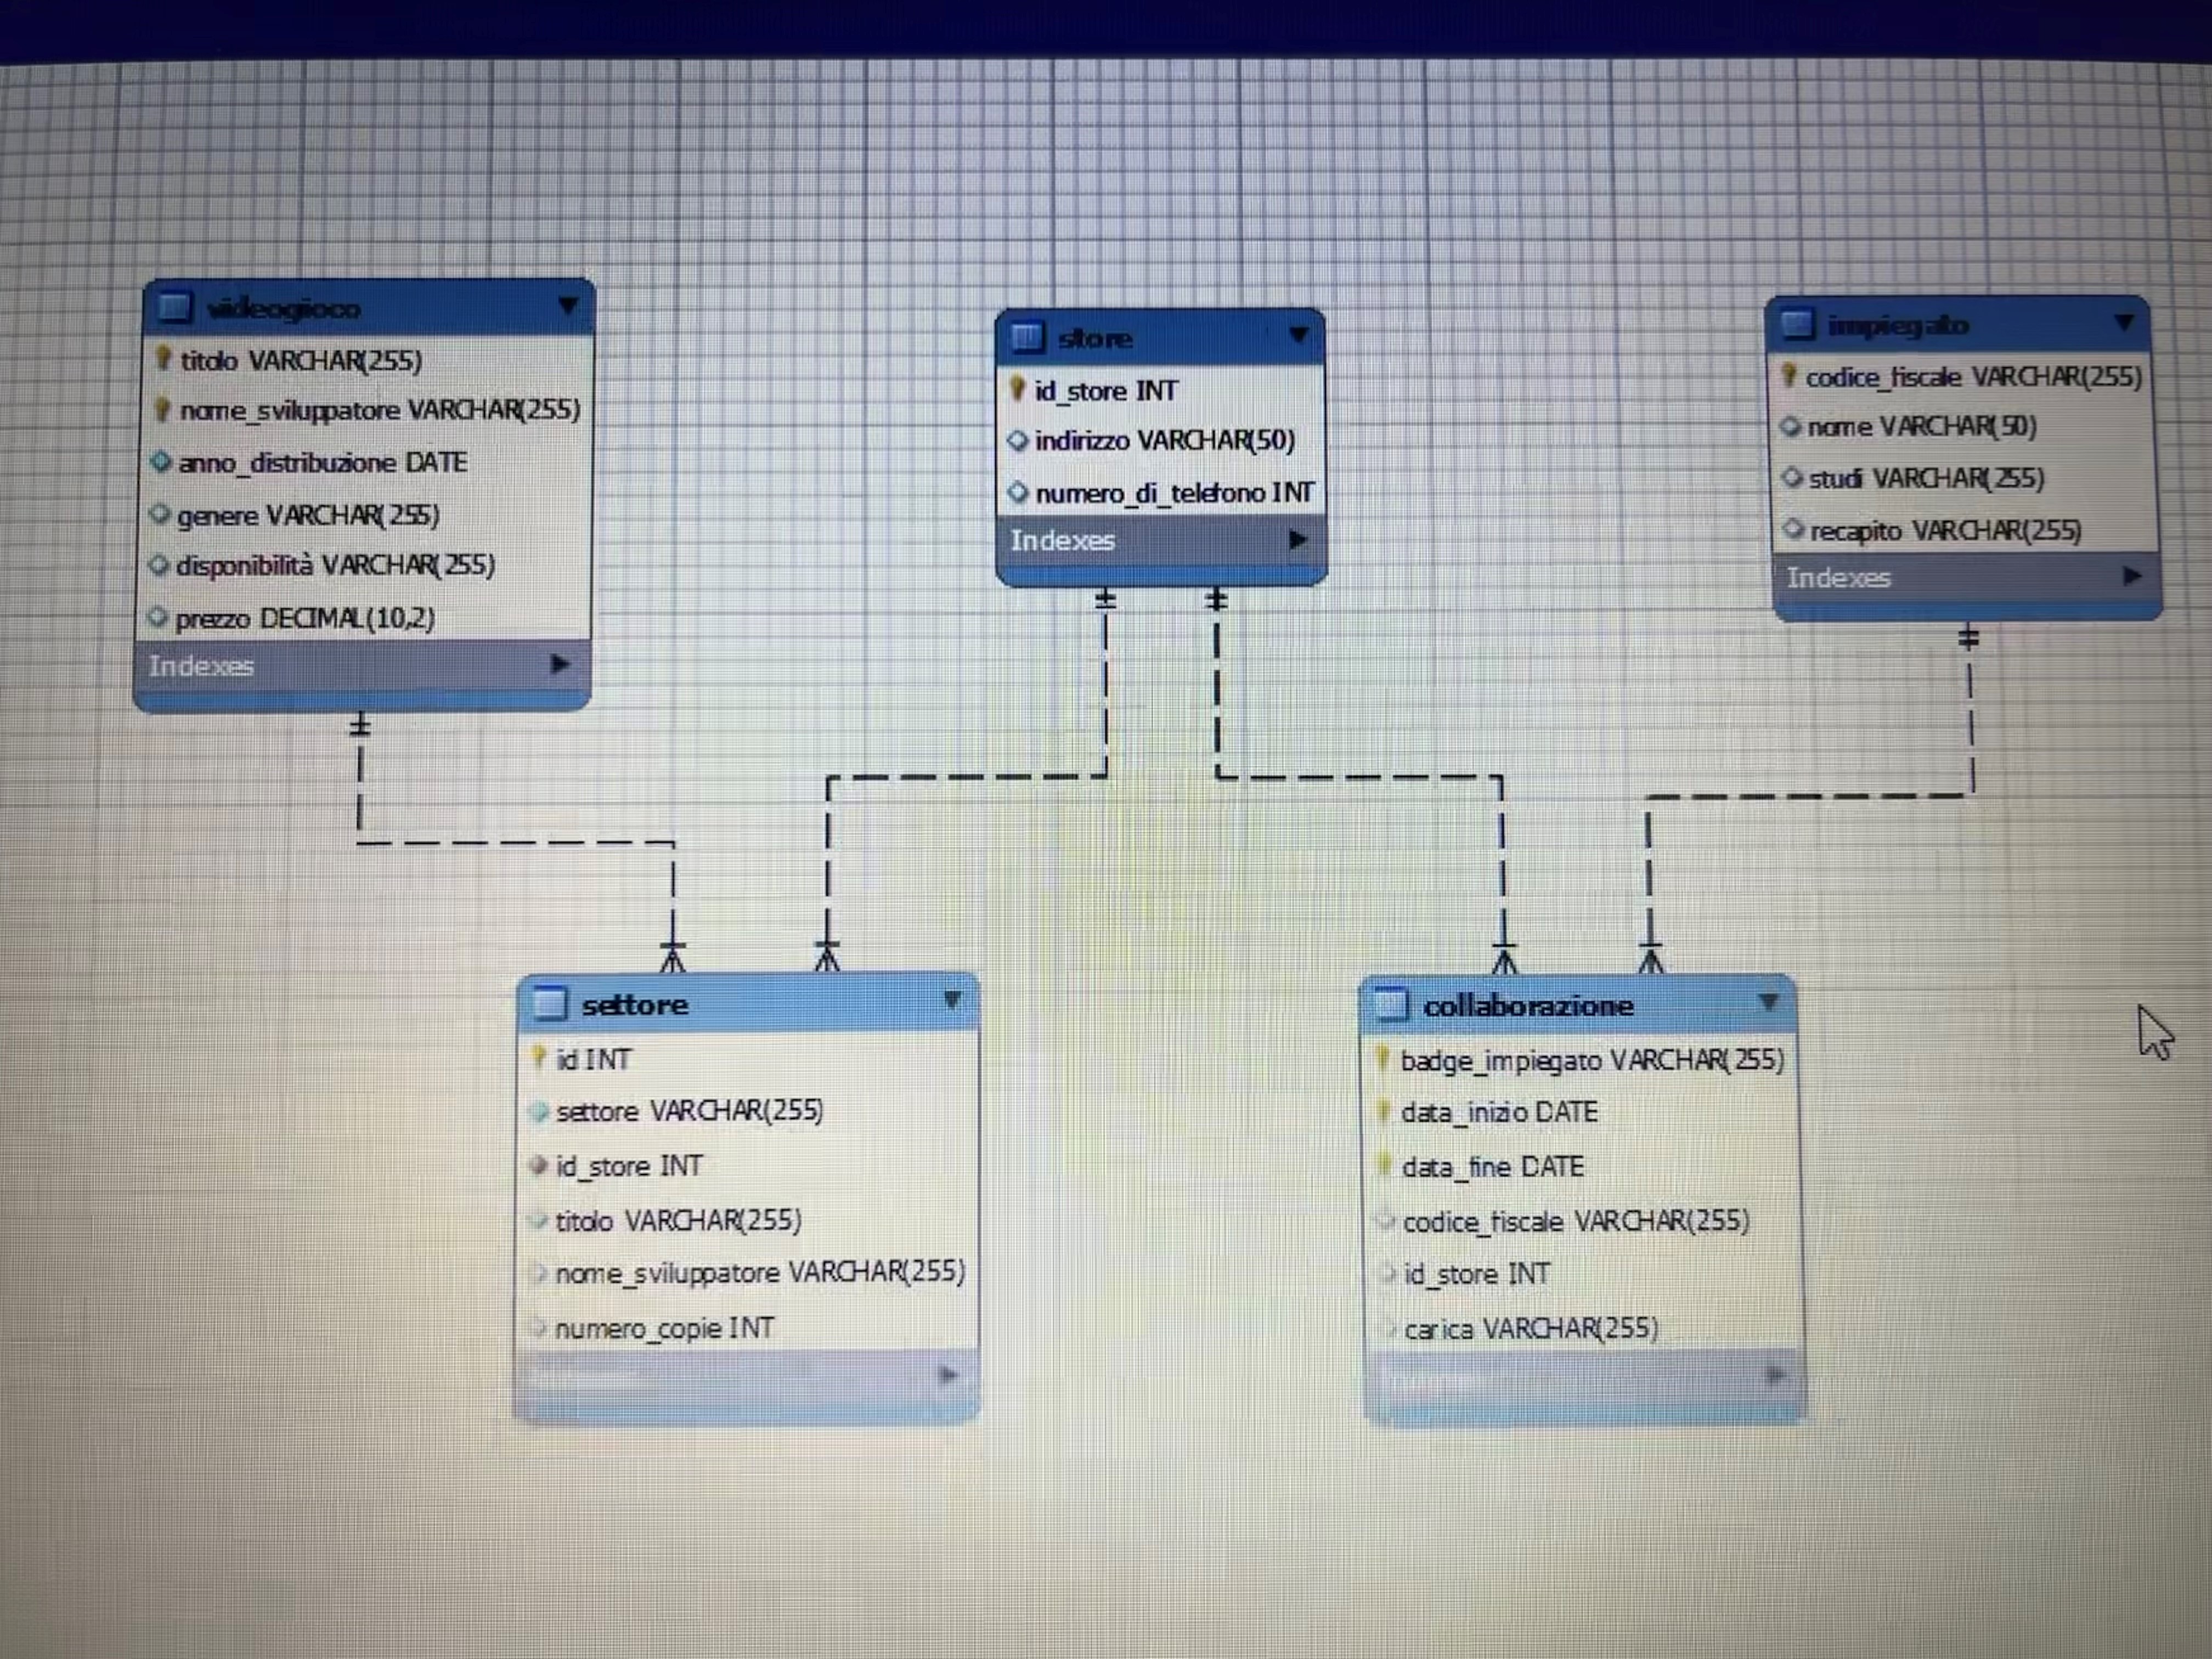 videogioco
titolo VARCHAR(255)
nome_sviluppatore VARCHAR(255)
anno_distribuzione DATE
genere VARCHAR(255)
disponibilità VARCHAR(255)
prezzo DECIMAL(10,2)
Indexes
store
id_store INT
indirizzo VARCHAR(50)
numero_di_telefono INT
Indexes
impiegato
codice_fiscale VARCHAR(255)
nome VARCHAR(50)
studi VARCHAR(255)
recapito VARCHAR(255)
Indexes
settore
id INT
settore VARCHAR(255)
id_store INT
titolo VARCHAR(255)
nome_sviluppatore VARCHAR(255)
numero_copie INT
collaborazione
badge_impiegato VARCHAR(255)
data_inizio DATE
data_fine DATE
codice_fiscale VARCHAR(255)
id_store INT
carica VARCHAR(255)